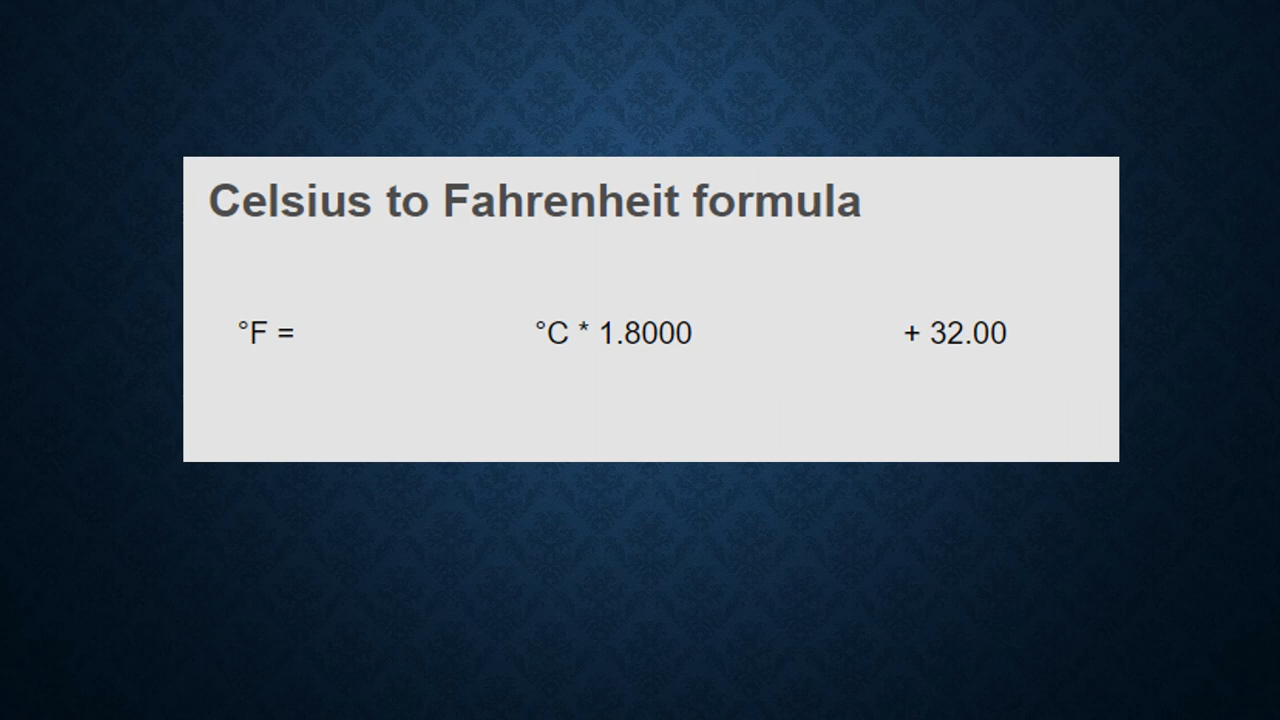 Celsius to Fahrenheit formula
°F = °C * 1.8000 + 32.00